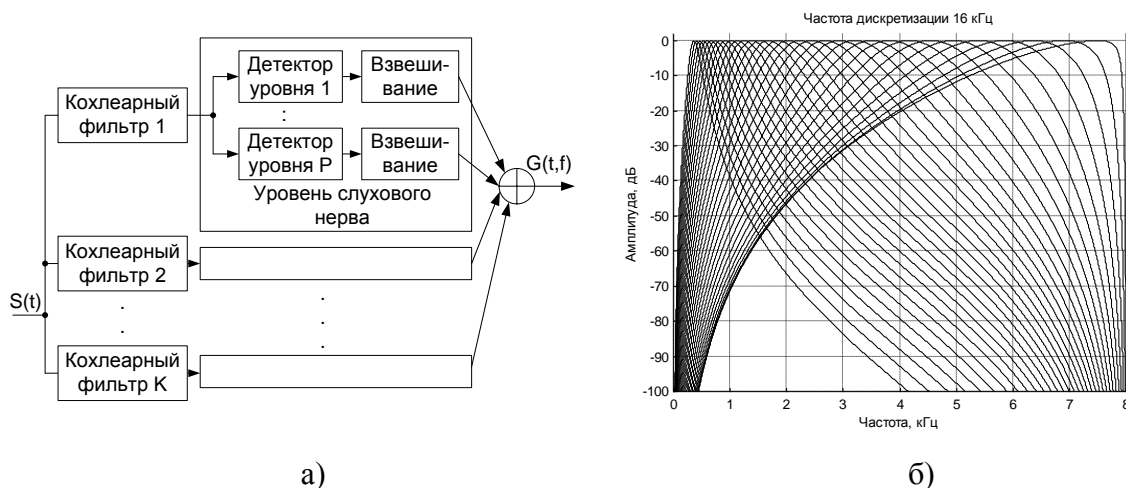 Кохлеарный
фильтр 1
Детектор
уровня 1
Взвеши-
вание
:
Детектор
уровня P
Взвеши-
вание
Уровень слухового
нерва
G(t,f)
Кохлеарный
фильтр 2
S(t)
Кохлеарный
фильтр K
а)
Частота дискретизации 16 кГц
Амплитуда, дБ
0
-10
-20
-30
-40
-50
-60
-70
-80
-90
-100
0 1 2 3 4 5 6 7 8
Частота, кГц
б)